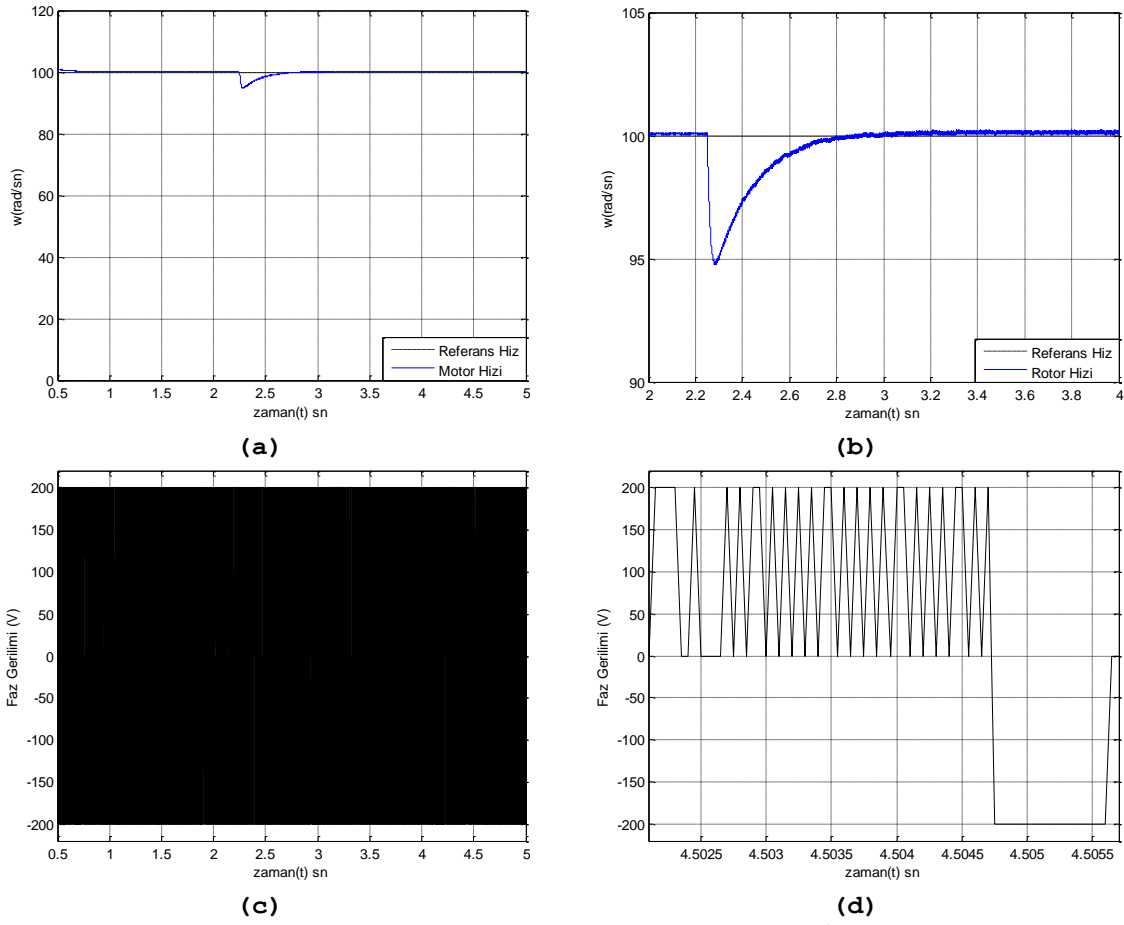 120
100
80
60
40
20
0
w(rad/sn)
0.5 1 1.5 2 2.5 3 3.5 4 4.5 5
zaman(t) sn
Referans Hiz
Motor Hizi
(a)
105
100
95
90
w(rad/sn)
2 2.2 2.4 2.6 2.8 3 3.2 3.4 3.6 3.8 4
zaman(t) sn
Referans Hiz
Rotor Hizi
(b)
200
150
100
50
0
-50
-100
-150
-200
Faz Gerilimi (V)
0.5 1 1.5 2 2.5 3 3.5 4 4.5 5
zaman(t) sn
(c)
200
150
100
50
0
-50
-100
-150
-200
Faz Gerilimi (V)
4.5025 4.503 4.5035 4.504 4.5045 4.505 4.5055
zaman(t) sn
(d)